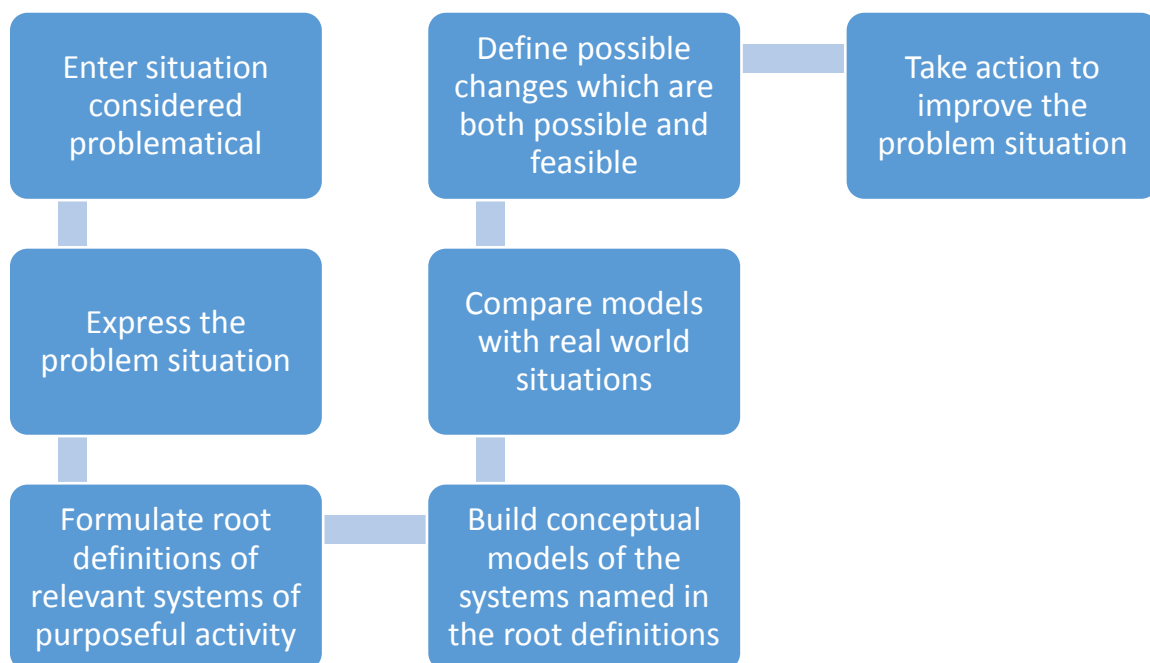 Enter situation
considered
problematical
Express the
problem situation
Formulate root
definitions of
relevant systems of
purposeful activity
Build conceptual
models of the
systems named in
the root definitions
Compare models
with real world
situations
Define possible
changes which are
both possible and
feasible
Take action to
improve the
problem situation